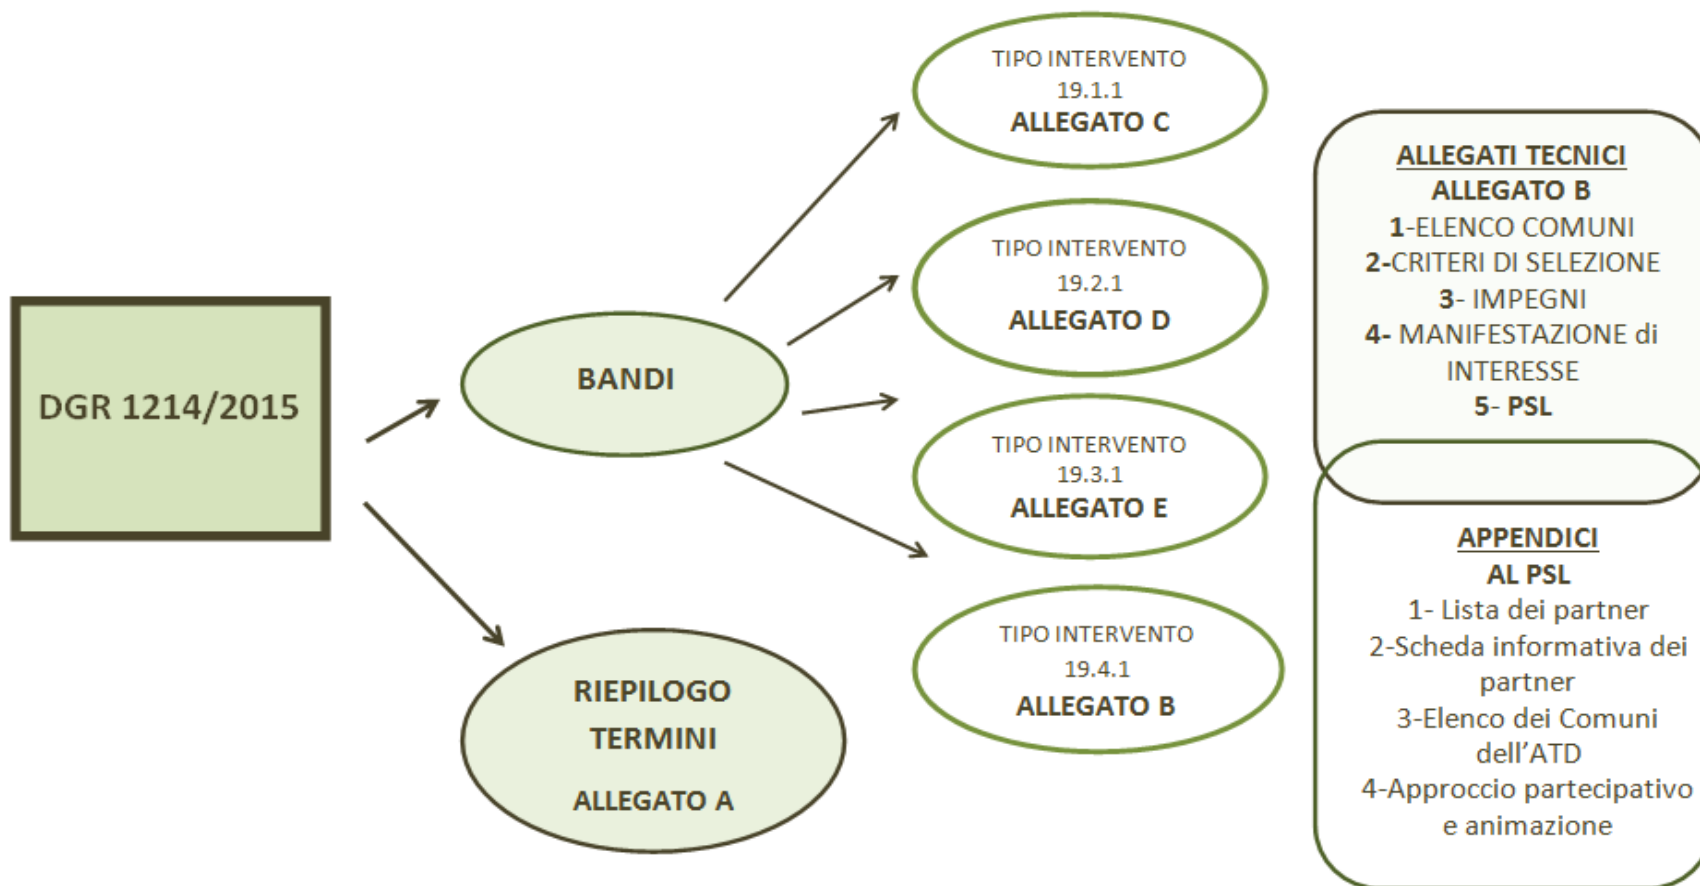 DGR 1214/2015
BANDI
RIEPILOGO
TERMINI
ALLEGATO A
TIPO INTERVENTO
19.1.1
ALLEGATO C
TIPO INTERVENTO
19.2.1
ALLEGATO D
TIPO INTERVENTO
19.3.1
ALLEGATO E
TIPO INTERVENTO
19.4.1
ALLEGATO B
ALLEGATI TECNICI
ALLEGATO B
1-ELENCO COMUNI
2-CRITERI DI SELEZIONE
3- IMPEGNI
4- MANIFESTAZIONE di
INTERESSE
5- PSL
APPENDICI
AL PSL
1- Lista dei partner
2-Scheda informativa dei
partner
3-Elenco dei Comuni
dell’ATD
4-Approccio partecipativo
e animazione